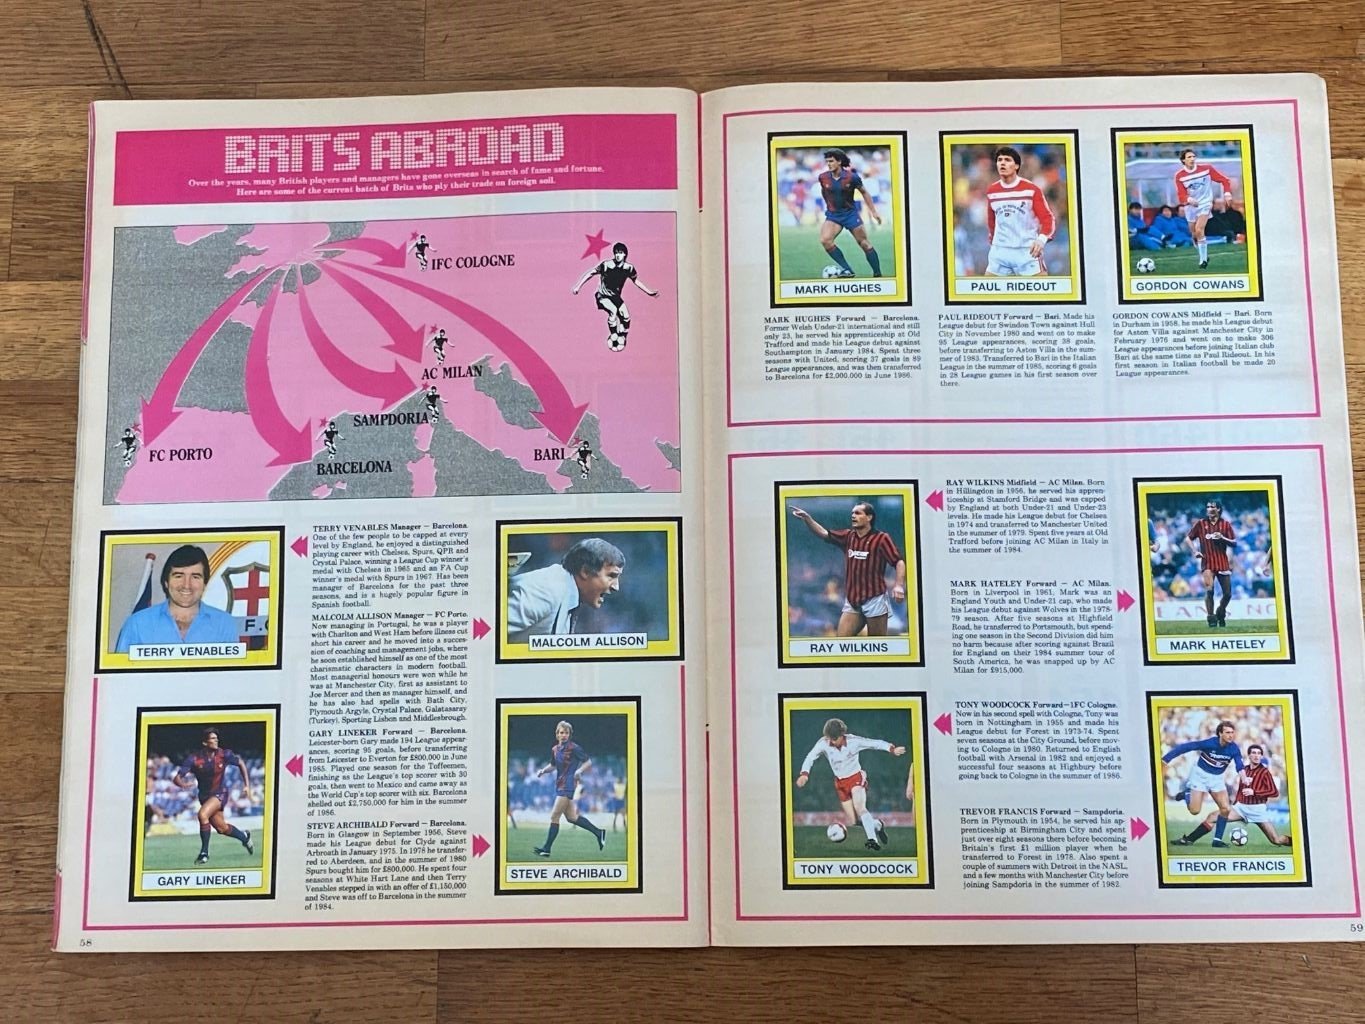 BRITS ABROAD
Over the years, many British players and managers have gone overseas in search of fame and fortune.
Here are some of the current batch of Brits who ply their trade on foreign soil.
IFC COLOGNE
AC MILAN
SAMPDORIA
FC PORTO
BARCELONA
BARI
TERRY VENABLES
TERRY VENABLES Manager — Barcelona.
One of the few people to be capped at every
level by England, he enjoyed a distinguished
playing career with Chelsea, Spurs, QPR and
Crystal Palace, winning a League Cup winner's
medal with Chelsea in 1965 and an FA Cup
winner's medal with Spurs in 1967. Has been
manager of Barcelona for the past three
seasons, and is a hugely popular figure in
Spanish football.
MALCOLM ALLISON Manager — FC Porto.
Now managing in Portugal, he was a player
with Charlton and West Ham before illness cut
short his career and he moved into a succes-
sion of coaching and management jobs, where
he soon established himself as one of the most
charismatic characters in modern football.
Most managerial honours were won while he
was at Manchester City, first as assistant to
Joe Mercer and then as manager himself, and
he has also had spells with Bath City,
Plymouth Argyle, Crystal Palace, Galatasaray
(Turkey), Sporting Lisbon and Middlesbrough.
MALCOLM ALLISON
GARY LINEKER Forward — Barcelona.
Leicester-born Gary made 194 League appear-
ances, scoring 95 goals, before transferring
from Leicester to Everton for £800,000 in June
1985. Played one season for the Toffeemen,
finishing as the League's top scorer with 30
goals, then went to Mexico and came away as
the World Cup's top scorer with six. Barcelona
shelled out £2,750,000 for him in the summer
of 1986.
GARY LINEKER
STEVE ARCHIBALD Forward — Barcelona.
Born in Glasgow in September 1956, Steve
made his League debut for Clyde against
Arbroath in January 1975. In 1978 he transfer-
red to Aberdeen, and in the summer of 1980
Spurs bought him for £800,000. He spent four
seasons at White Hart Lane and then Terry
Venables stepped in with an offer of £1,150,000
and Steve was off to Barcelona in the summer
of 1984.
STEVE ARCHIBALD
58
MARK HUGHES
MARK HUGHES Forward — Barcelona.
Former Welsh Under-21 international and still
only 23, he served his apprenticeship at Old
Trafford and made his League debut against
Southampton in January 1984. Spent three
seasons with United, scoring 37 goals in 89
League appearances, and was then transferred
to Barcelona for £2,000,000 in June 1986.
PAUL RIDEOUT
PAUL RIDEOUT Forward — Bari. Made his
League debut for Swindon Town against Hull
City in November 1980 and went on to make
95 League appearances, scoring 38 goals,
before transferring to Aston Villa in the sum-
mer of 1983. Transferred to Bari in the Italian
League in the summer of 1985, scoring 6 goals
in 28 League games in his first season over
there.
GORDON COWANS
GORDON COWANS Midfield — Bari. Born
in Durham in 1958, he made his League debut
for Aston Villa against Manchester City in
February 1976 and went on to make 306
League appearances before joining Italian club
Bari at the same time as Paul Rideout. In his
first season in Italian football he made 20
League appearances.
RAY WILKINS
RAY WILKINS Midfield — AC Milan. Born
in Hillingdon in 1956, he served his appren-
ticeship at Stamford Bridge and was capped
by England at both Under-21 and Under-23
levels. He made his League debut for Chelsea
in 1974 and transferred to Manchester United
in the summer of 1979. Spent five years at Old
Trafford before joining AC Milan in Italy in
the summer of 1984.
MARK HATELEY Forward — AC Milan.
Born in Liverpool in 1961, Mark was an
England Youth and Under-21 cap, who made
his League debut against Wolves in the 1978-
79 season. After five seasons at Highfield
Road, he transferred to Portsmouth, but spend-
ing one season in the Second Division did him
no harm because after scoring against Brazil
for England on their 1984 summer tour of
South America, he was snapped up by AC
Milan for £915,000.
MARK HATELEY
TONY WOODCOCK Forward — 1FC Cologne.
Now in his second spell with Cologne, Tony was
born in Nottingham in 1955 and made his
League debut for Forest in 1973-74. Spent
seven seasons at the City Ground, before mov-
ing to Cologne in 1980. Returned to English
football with Arsenal in 1982 and enjoyed a
successful four seasons at Highbury before
going back to Cologne in the summer of 1986.
TONY WOODCOCK
TREVOR FRANCIS Forward — Sampdoria.
Born in Plymouth in 1954, he served his ap-
prenticeship at Birmingham City and spent
just over eight seasons there before becoming
Britain's first £1 million player when he
transferred to Forest in 1978. Also spent a
couple of summers with Detroit in the NASL,
and a few months with Manchester City before
joining Sampdoria in the summer of 1982.
TREVOR FRANCIS
59